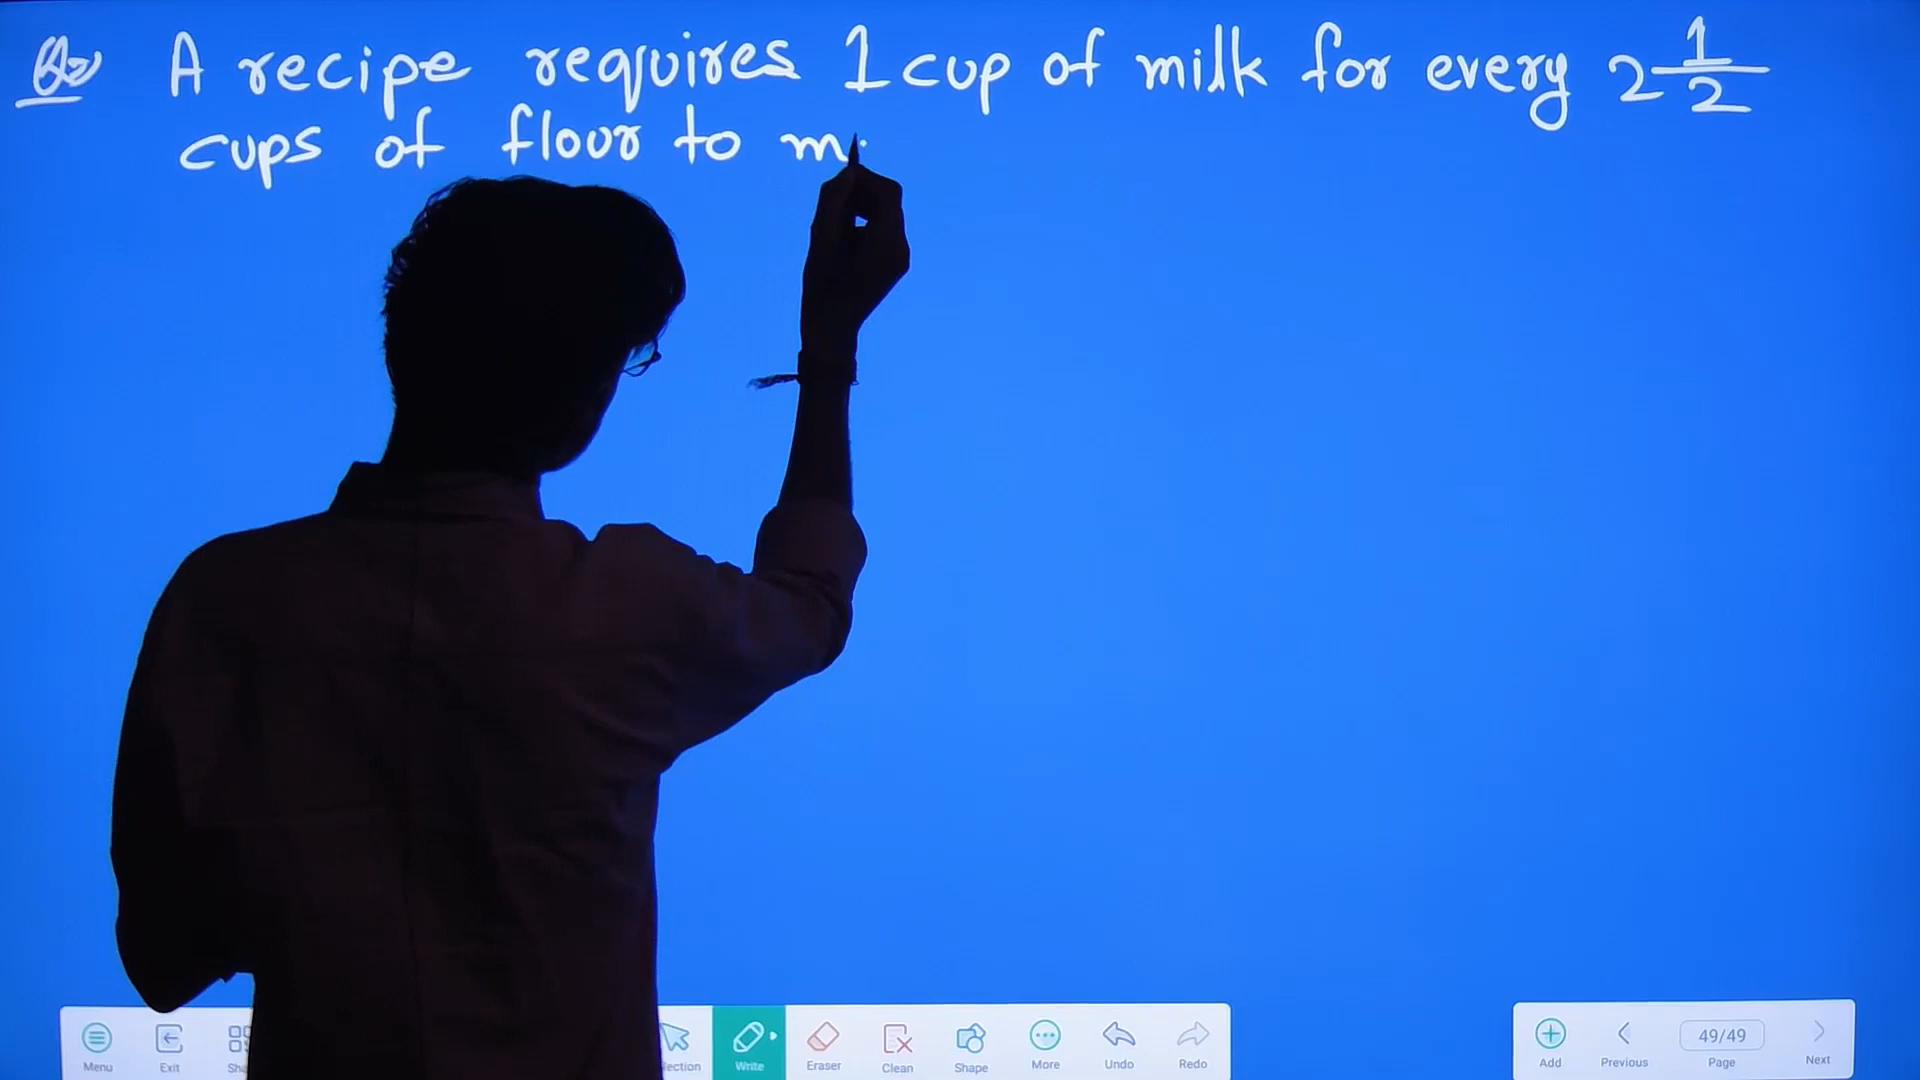 Q2 A recipe requires 1 cup of milk for every 2 1/2
cups of flour to
Menu Exit Write Eraser Clean Shape More Undo Redo Add Previous 49/49 Page Next